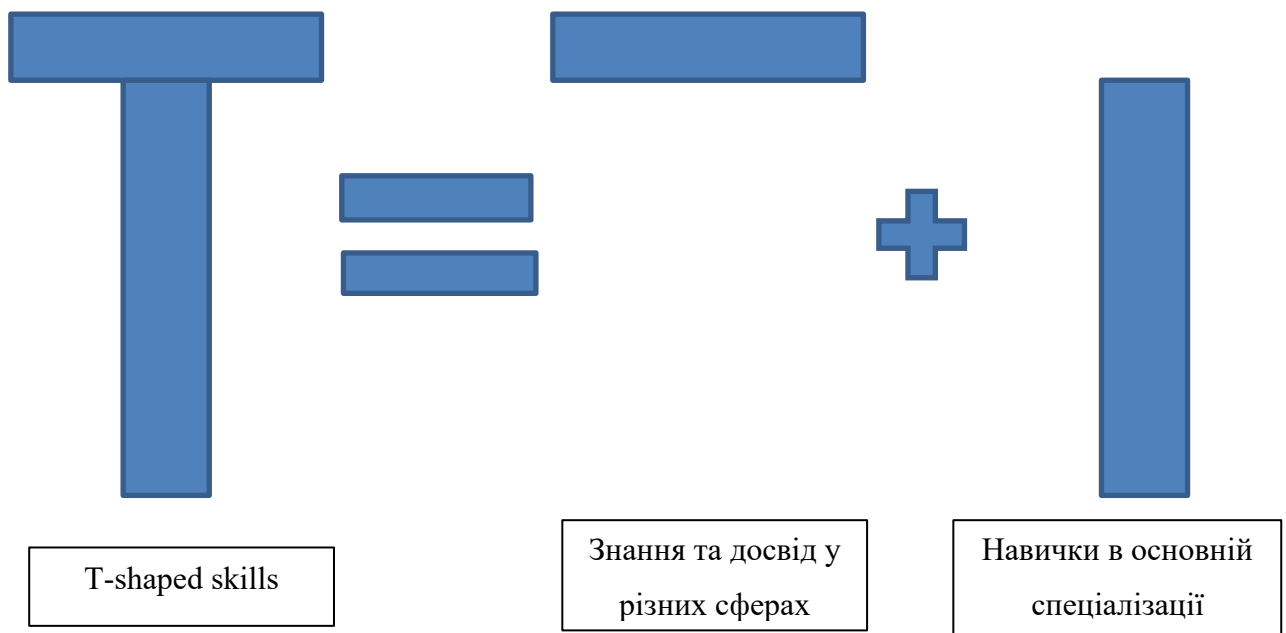 T-shaped skills
Знання та досвід у
різних сферах
Навички в основній
спеціалізації